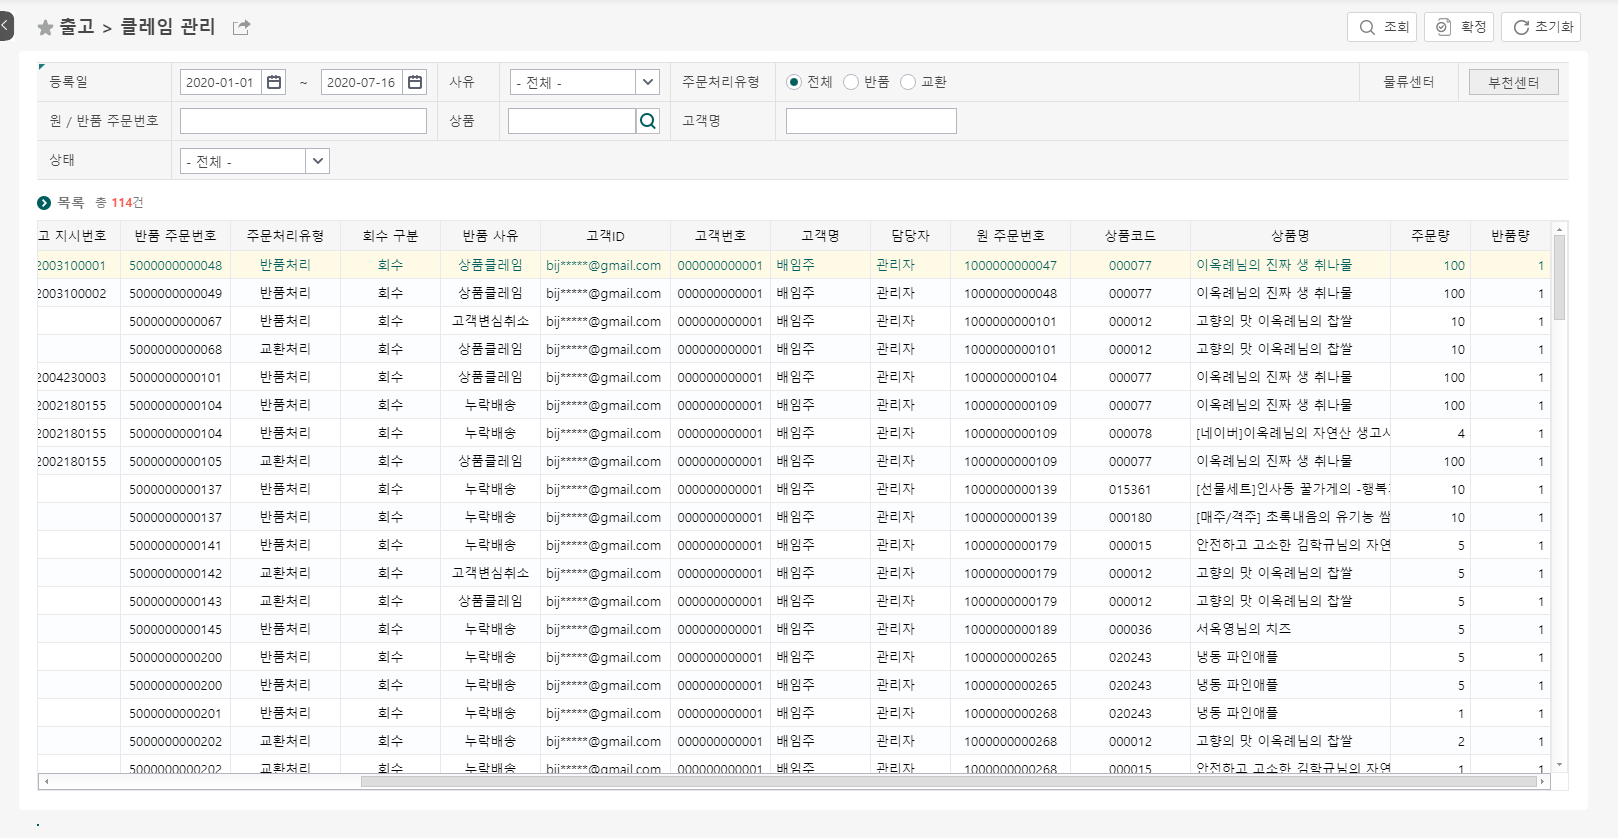 출고 > 클레임 관리 조회 확정 초기화
등록일 2020-01-01 ~ 2020-07-16 사유 - 전체 - 주문처리유형 전체 반품 교환 물류센터 부천센터
원 / 반품 주문번호 상품 고객명
상태 - 전체 -
목록 총 114건
고 지시번호 반품 주문번호 주문처리유형 회수 구분 반품 사유 고객ID 고객번호 고객명 담당자 원 주문번호 상품코드 상품명 주문량 반품량
2003100001 5000000000048 반품처리 회수 상품클레임 bij*****@gmail.com 000000000001 배임주 관리자 1000000000047 000077 이옥례님의 진짜 생 취나물 100 1
2003100002 5000000000049 반품처리 회수 상품클레임 bij*****@gmail.com 000000000001 배임주 관리자 1000000000048 000077 이옥례님의 진짜 생 취나물 100 1
5000000000067 반품처리 회수 고객변심취소 bij*****@gmail.com 000000000001 배임주 관리자 1000000000101 000012 고향의 맛 이옥례님의 찹쌀 10 1
5000000000068 교환처리 회수 상품클레임 bij*****@gmail.com 000000000001 배임주 관리자 1000000000101 000012 고향의 맛 이옥례님의 찹쌀 10 1
2004230003 5000000000101 반품처리 회수 상품클레임 bij*****@gmail.com 000000000001 배임주 관리자 1000000000104 000077 이옥례님의 진짜 생 취나물 100 1
2002180155 5000000000104 반품처리 회수 누락배송 bij*****@gmail.com 000000000001 배임주 관리자 1000000000109 000077 이옥례님의 진짜 생 취나물 100 1
2002180155 5000000000104 반품처리 회수 누락배송 bij*****@gmail.com 000000000001 배임주 관리자 1000000000109 000078 [네이버]이옥례님의 자연산 생고사 4 1
2002180155 5000000000105 교환처리 회수 상품클레임 bij*****@gmail.com 000000000001 배임주 관리자 1000000000109 000077 이옥례님의 진짜 생 취나물 100 1
5000000000137 반품처리 회수 누락배송 bij*****@gmail.com 000000000001 배임주 관리자 1000000000139 015361 [선물세트]인사동 꿀가게의 -행복 10 1
5000000000137 반품처리 회수 누락배송 bij*****@gmail.com 000000000001 배임주 관리자 1000000000139 000180 [매주/격주] 초록내음의 유기농 쌈 10 1
5000000000141 반품처리 회수 누락배송 bij*****@gmail.com 000000000001 배임주 관리자 1000000000179 000015 안전하고 고소한 김학규님의 자연 5 1
5000000000142 교환처리 회수 고객변심취소 bij*****@gmail.com 000000000001 배임주 관리자 1000000000179 000012 고향의 맛 이옥례님의 찹쌀 5 1
5000000000143 교환처리 회수 상품클레임 bij*****@gmail.com 000000000001 배임주 관리자 1000000000179 000012 고향의 맛 이옥례님의 찹쌀 5 1
5000000000145 반품처리 회수 누락배송 bij*****@gmail.com 000000000001 배임주 관리자 1000000000189 000036 서옥영님의 치즈 5 1
5000000000200 반품처리 회수 누락배송 bij*****@gmail.com 000000000001 배임주 관리자 1000000000265 020243 냉동 파인애플 5 1
5000000000200 반품처리 회수 누락배송 bij*****@gmail.com 000000000001 배임주 관리자 1000000000265 020243 냉동 파인애플 5 1
5000000000201 반품처리 회수 누락배송 bij*****@gmail.com 000000000001 배임주 관리자 1000000000268 020243 냉동 파인애플 1 1
5000000000202 교환처리 회수 누락배송 bij*****@gmail.com 000000000001 배임주 관리자 1000000000268 000012 고향의 맛 이옥례님의 찹쌀 2 1
5000000000202 교환처리 회수 누락배송 bij*****@gmail.com 000000000001 배임주 관리자 1000000000268 000015 안전하고 고소한 김학규님의 자연 1 1